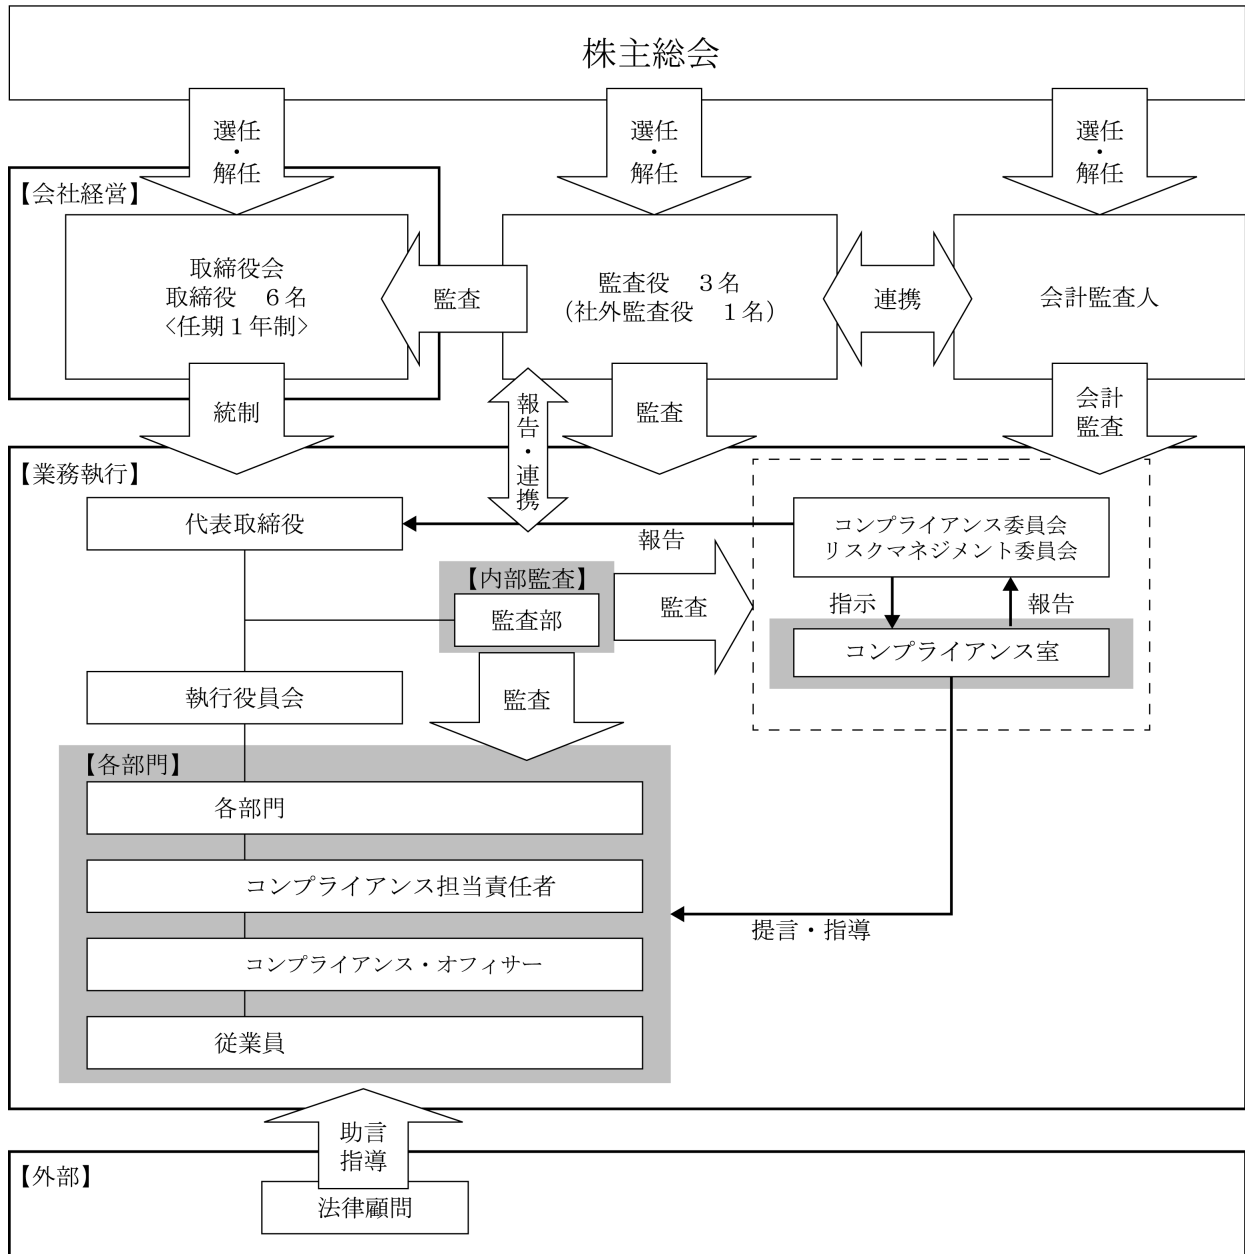 株主総会
選任
・
解任
選任
・
解任
選任
・
解任
【会社経営】
取締役会
取締役　６名
<任期１年制>
監査
監査役　３名
(社外監査役　１名)
連携
会計監査人
統制
報告・連携
監査
会計
監査
【業務執行】
代表取締役
報告
コンプライアンス委員会
リスクマネジメント委員会
【内部監査】
監査部
監査
指示
報告
コンプライアンス室
執行役員会
監査
【各部門】
各部門
コンプライアンス担当責任者
提言・指導
コンプライアンス・オフィサー
従業員
助言
指導
【外部】
法律顧問